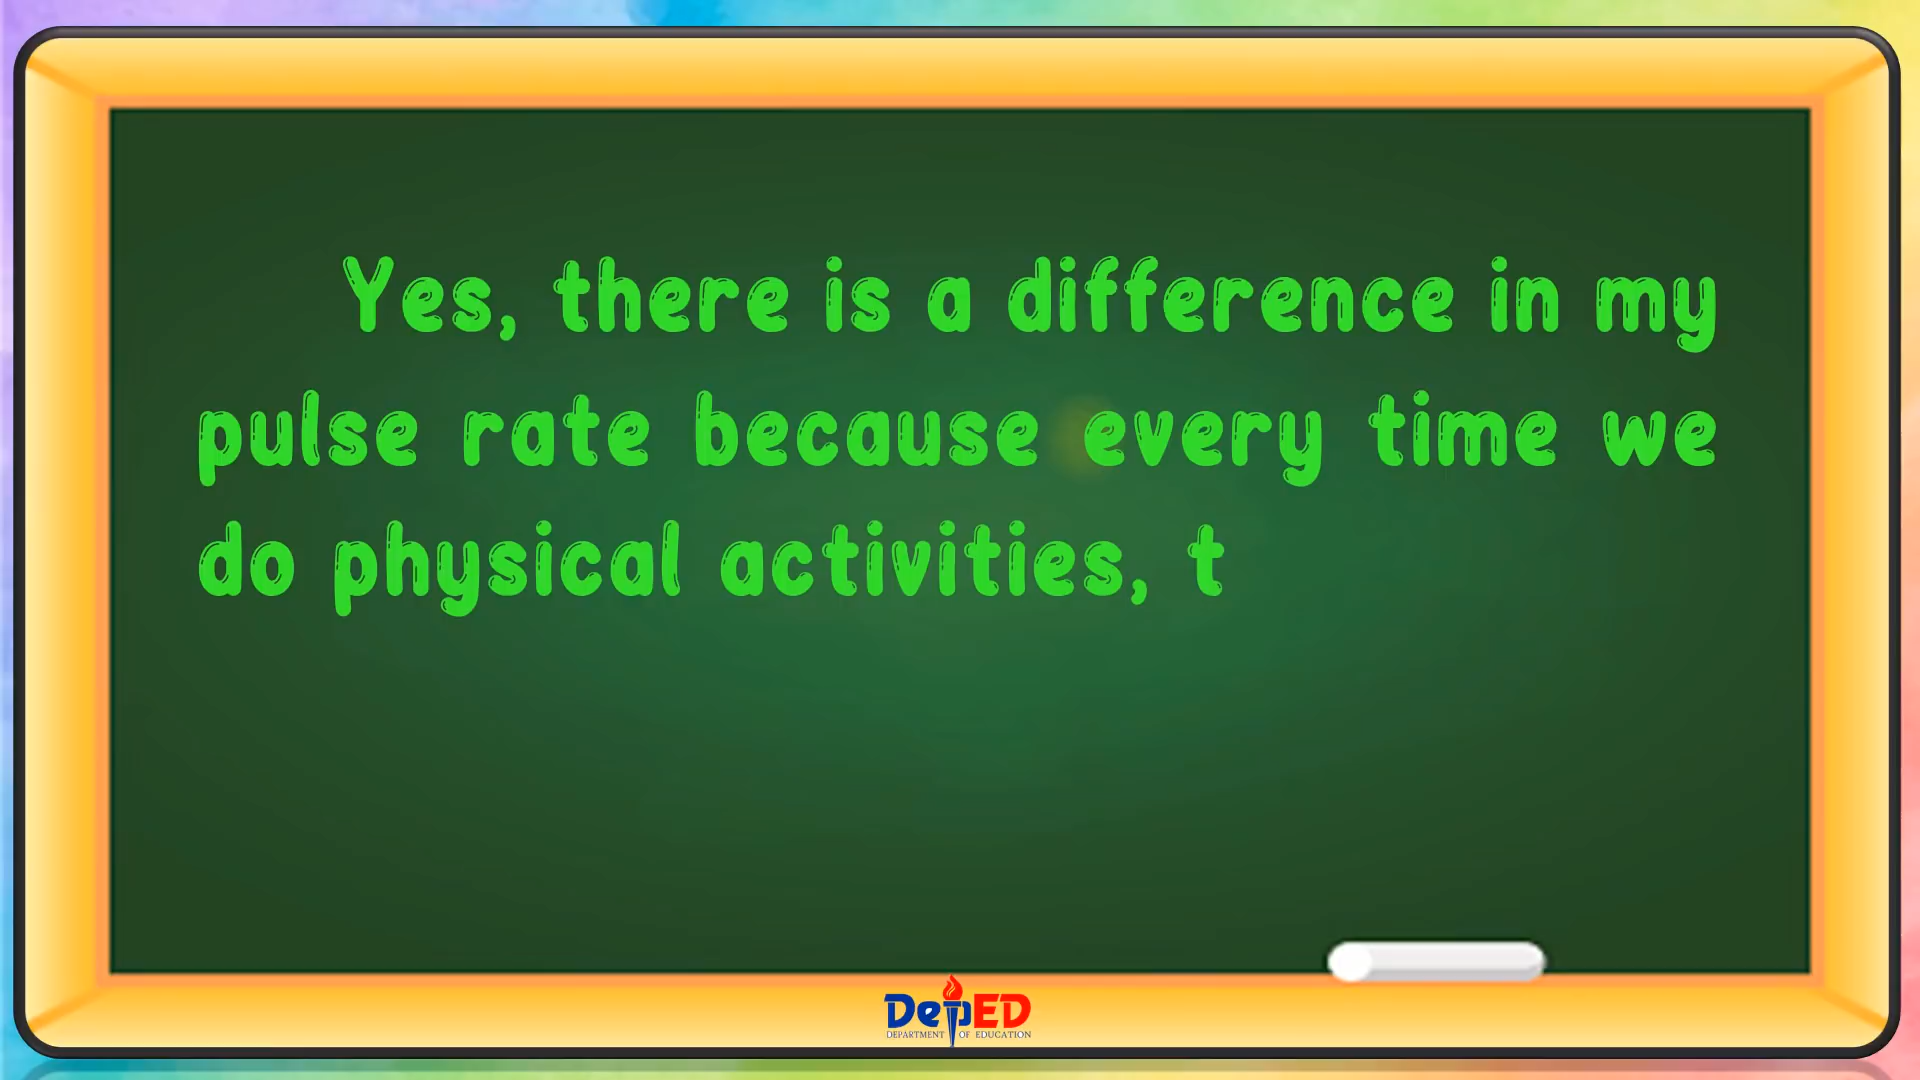 Yes, there is a difference in my
pulse rate because every time we
do physical activities, t
DepED
DEPARTMENT OF EDUCATION